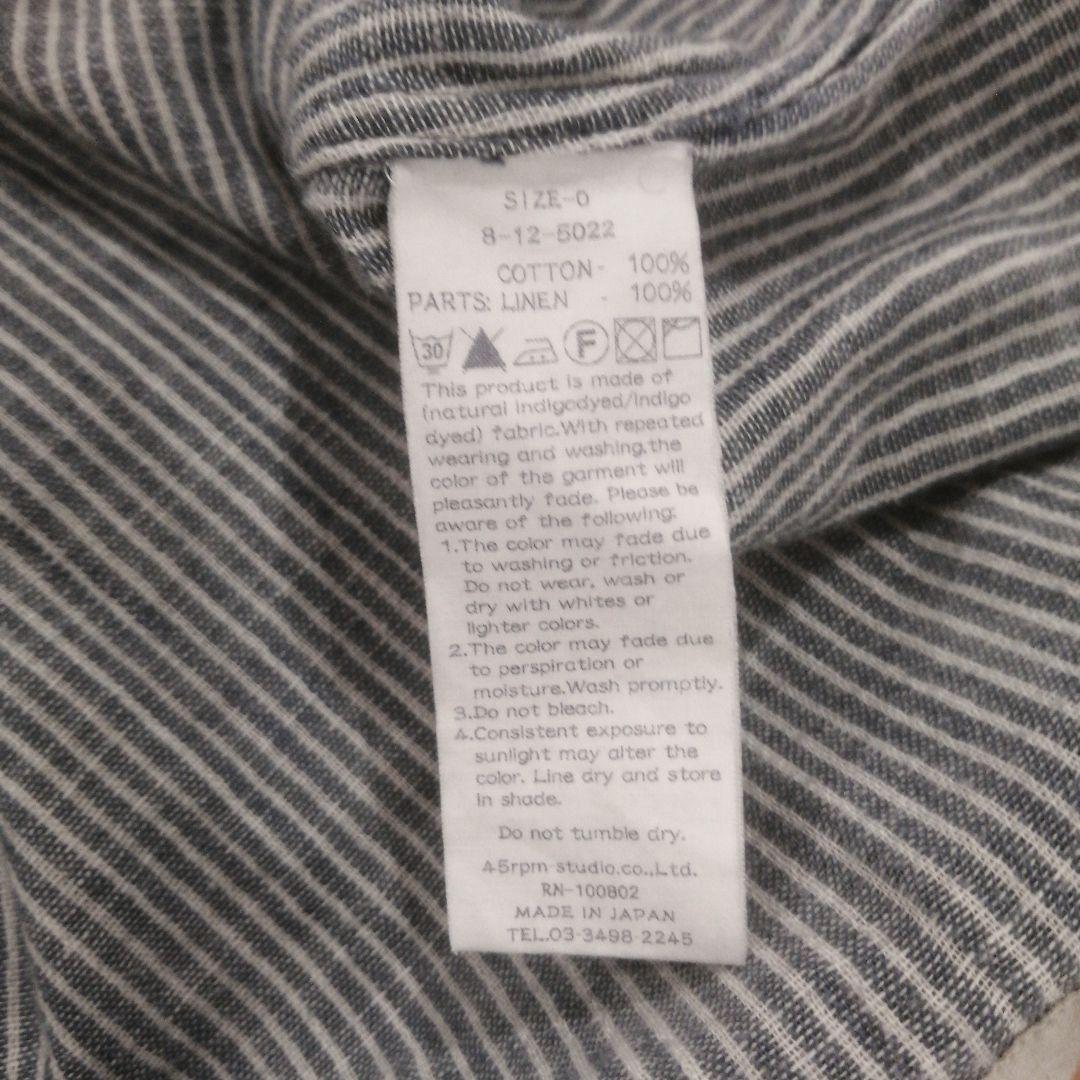 SIZE-0
8-12-5022
COTTON- 100%
PARTS: LINEN - 100%
30 F
This product is made of
(natural indigodyed/indigo
dyed) fabric.With repeated
wearing and washing,the
color of the garment will
pleasantly fade. Please be
aware of the following:
1.The color may fade due
to washing or friction.
Do not wear, wash or
dry with whites or
lighter colors.
2.The color may fade due
to perspiration or
moisture.Wash promptly.
3.Do not bleach.
4.Consistent exposure to
sunlight may alter the
color. Line dry and store
in shade.
Do not tumble dry.
45rpm studio.co.,Ltd.
RN-100802
MADE IN JAPAN
TEL.03-3498-2245